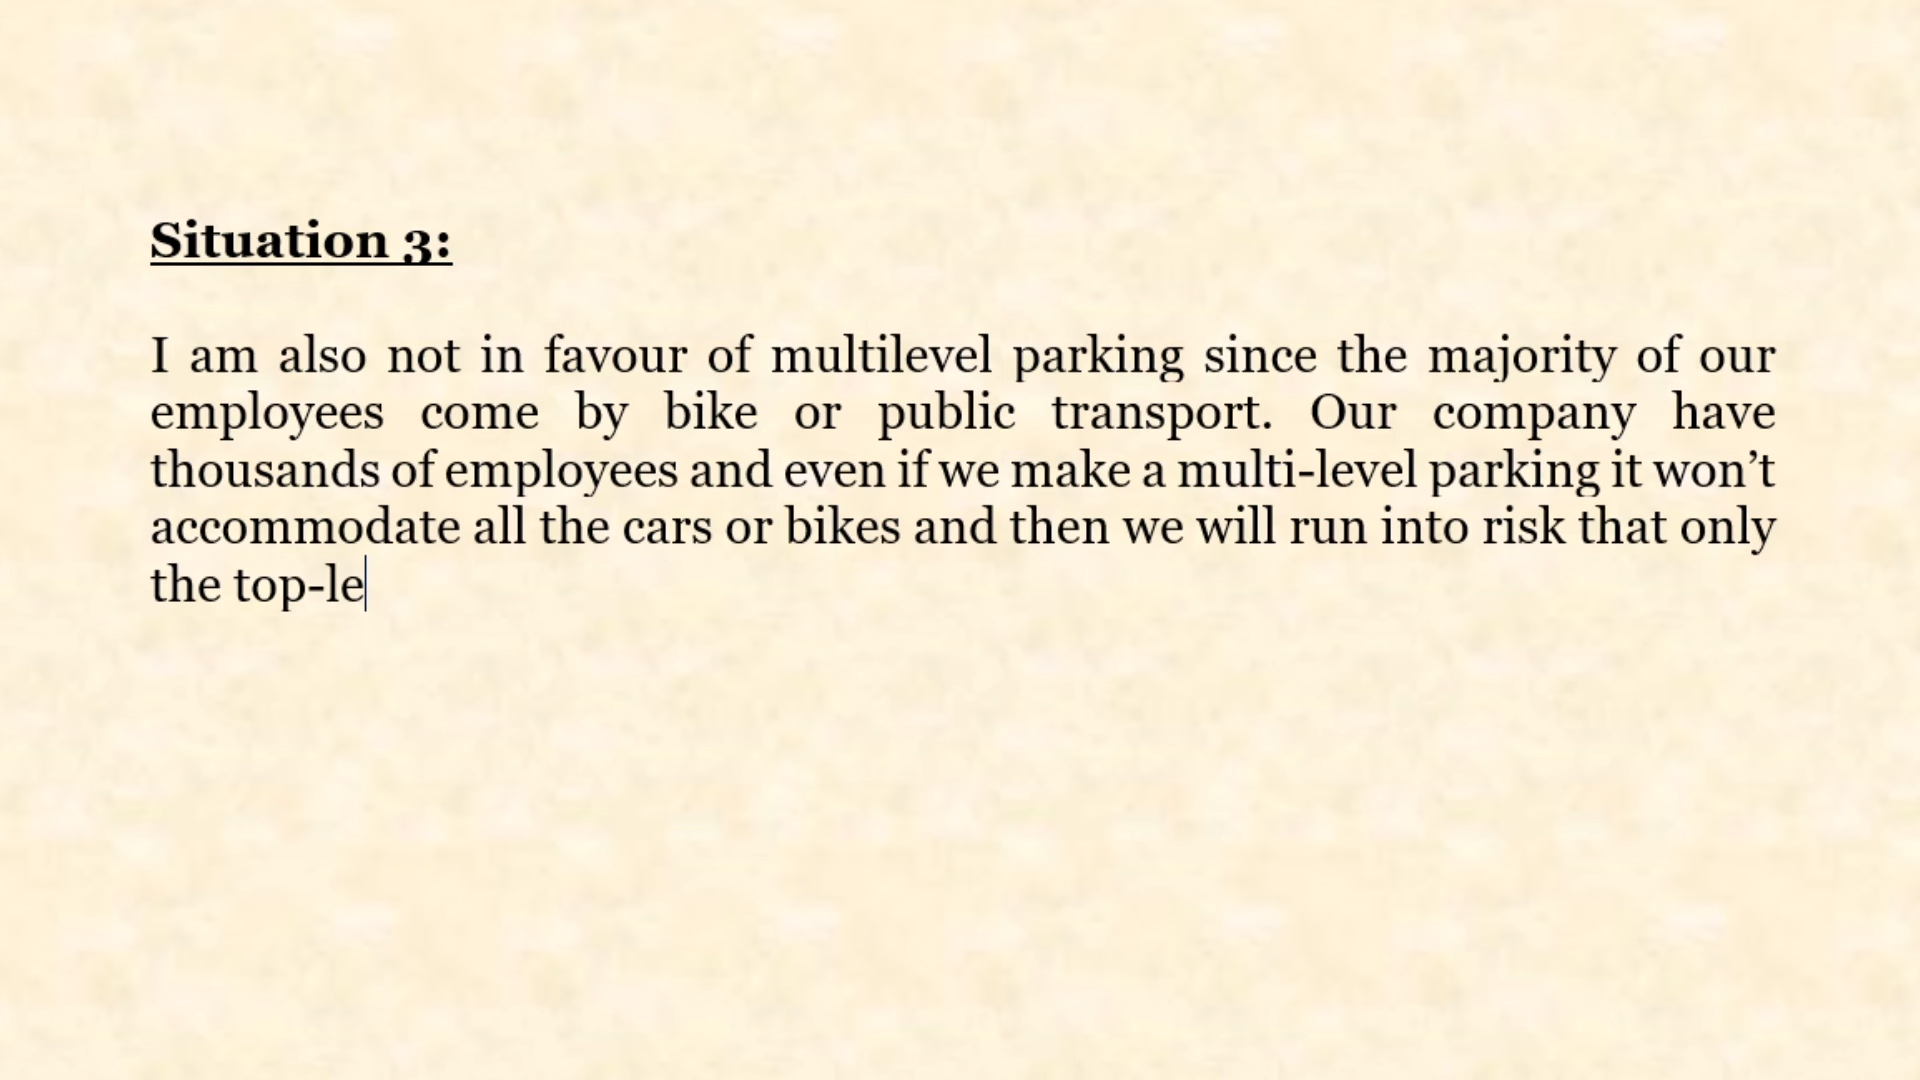 Situation 3:
I am also not in favour of multilevel parking since the majority of our
employees come by bike or public transport. Our company have
thousands of employees and even if we make a multi-level parking it won’t
accommodate all the cars or bikes and then we will run into risk that only
the top-le